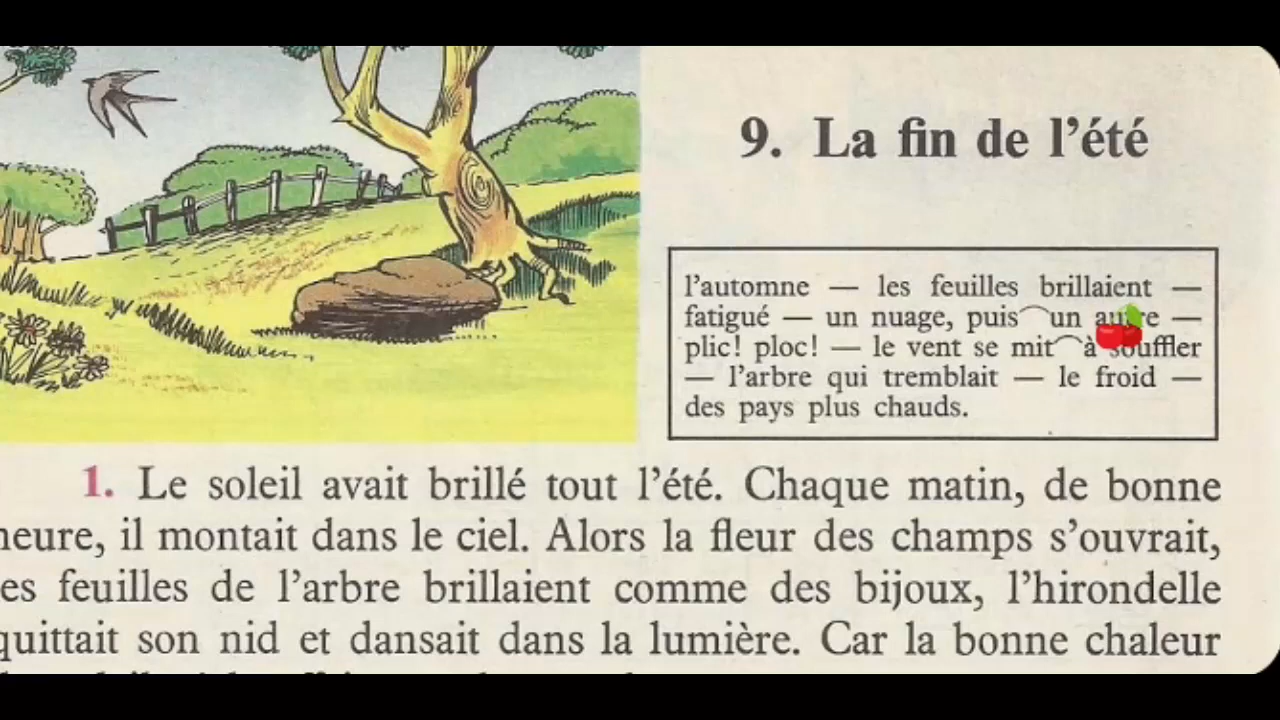 9. La fin de l'été
l'automne — les feuilles brillaient —
fatigué — un nuage, puis un autre —
plic! ploc! — le vent se mit à souffler
— l'arbre qui tremblait — le froid —
des pays plus chauds.
1. Le soleil avait brillé tout l'été. Chaque matin, de bonne
heure, il montait dans le ciel. Alors la fleur des champs s'ouvrait,
les feuilles de l'arbre brillaient comme des bijoux, l'hirondelle
quittait son nid et dansait dans la lumière. Car la bonne chaleur